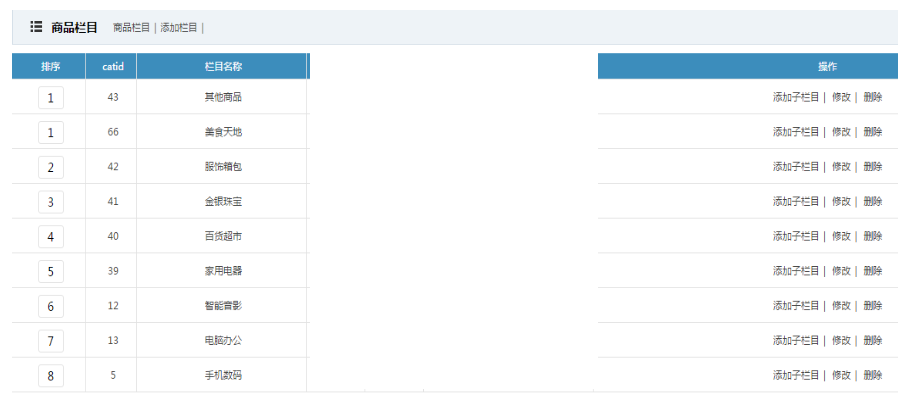 商品栏目 商品栏目 | 添加栏目 |
排序 catid 栏目名称 操作
1 43 其他商品 添加子栏目 | 修改 | 删除
1 66 美食天地 添加子栏目 | 修改 | 删除
2 42 服饰箱包 添加子栏目 | 修改 | 删除
3 41 金银珠宝 添加子栏目 | 修改 | 删除
4 40 百货超市 添加子栏目 | 修改 | 删除
5 39 家用电器 添加子栏目 | 修改 | 删除
6 12 智能音影 添加子栏目 | 修改 | 删除
7 13 电脑办公 添加子栏目 | 修改 | 删除
8 5 手机数码 添加子栏目 | 修改 | 删除